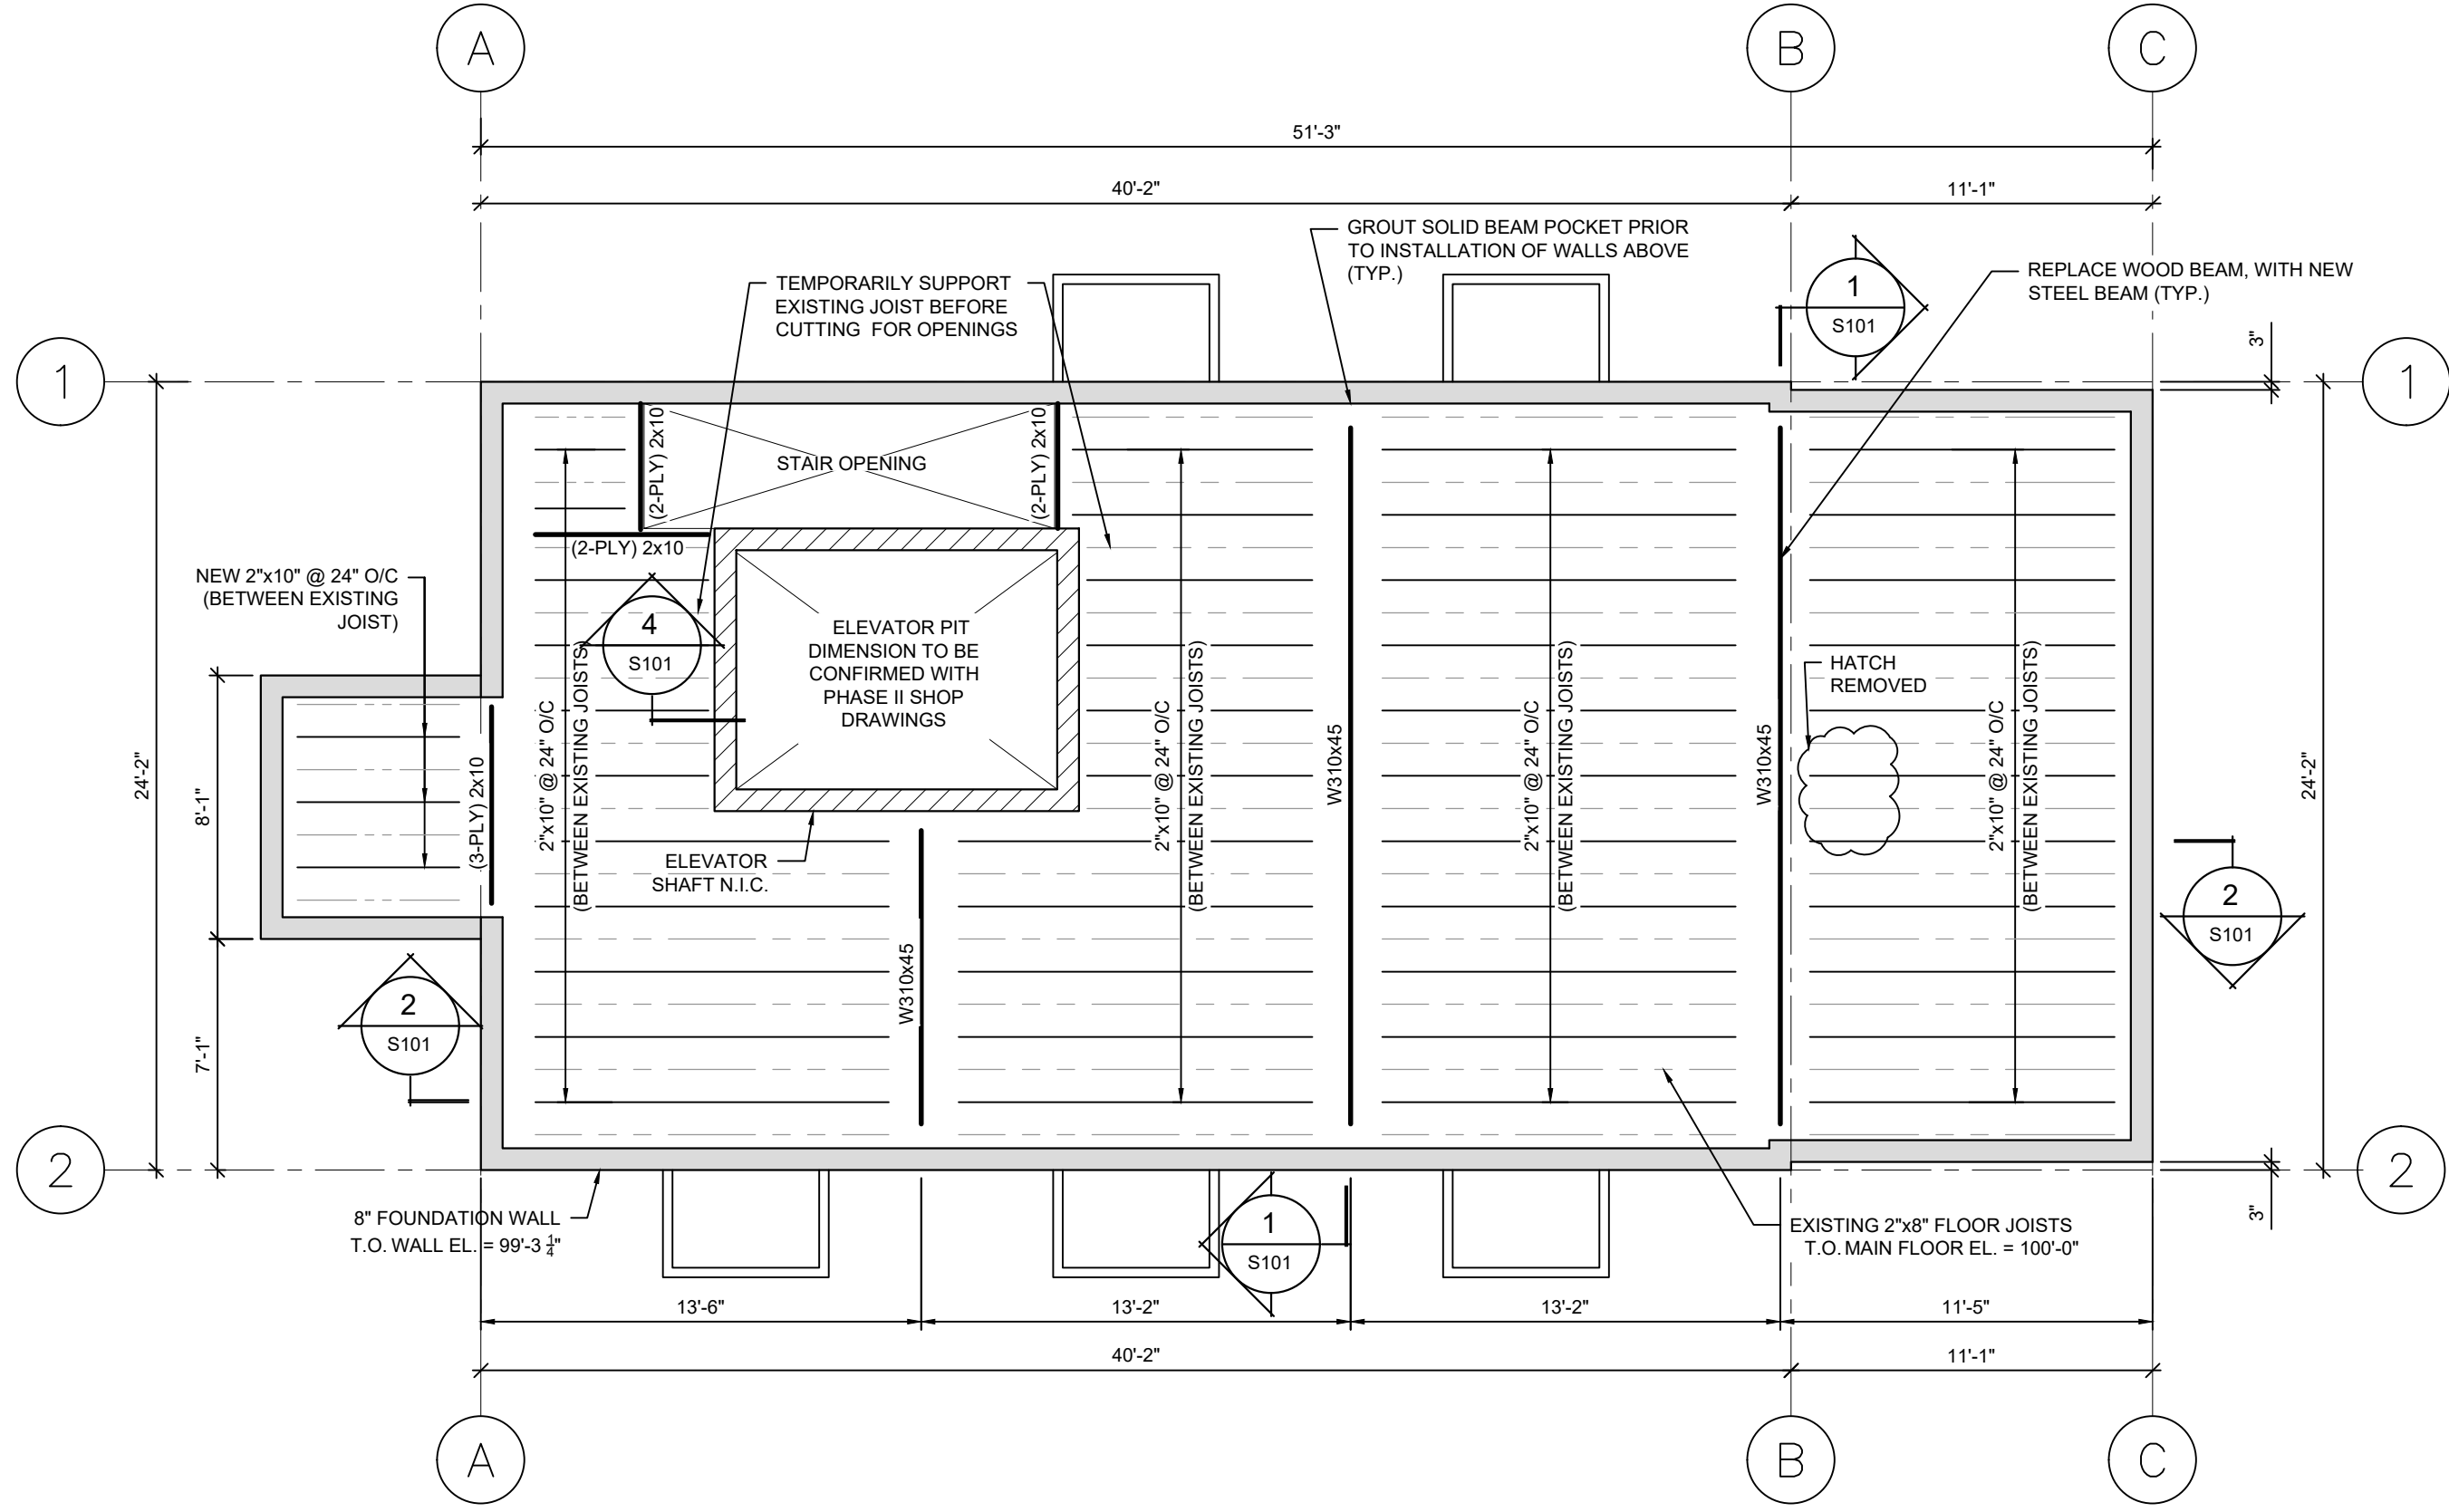 A
B
C
51'-3"
40'-2"
11'-1"
GROUT SOLID BEAM POCKET PRIOR
TO INSTALLATION OF WALLS ABOVE
(TYP.)
TEMPORARILY SUPPORT
EXISTING JOIST BEFORE
CUTTING FOR OPENINGS
1
S101
REPLACE WOOD BEAM, WITH NEW
STEEL BEAM (TYP.)
3"
1
1
(2-PLY) 2x10
STAIR OPENING
(2-PLY) 2x10
(2-PLY) 2x10
NEW 2"x10" @ 24" O/C
(BETWEEN EXISTING
JOIST)
4
S101
ELEVATOR PIT
DIMENSION TO BE
CONFIRMED WITH
PHASE II SHOP
DRAWINGS
HATCH
REMOVED
24'-2"
8'-1"
(3-PLY) 2x10
2"x10" @ 24" O/C
(BETWEEN EXISTING JOISTS)
2"x10" @ 24" O/C
(BETWEEN EXISTING JOISTS)
W310x45
2"x10" @ 24" O/C
(BETWEEN EXISTING JOISTS)
W310x45
2"x10" @ 24" O/C
(BETWEEN EXISTING JOISTS)
24'-2"
ELEVATOR
SHAFT N.I.C.
2
S101
W310x45
2
S101
7'-1"
2
2
8" FOUNDATION WALL
T.O. WALL EL. = 99'-3 1/4"
1
S101
EXISTING 2"x8" FLOOR JOISTS
T.O. MAIN FLOOR EL. = 100'-0"
3"
13'-6"
13'-2"
13'-2"
11'-5"
40'-2"
11'-1"
A
B
C